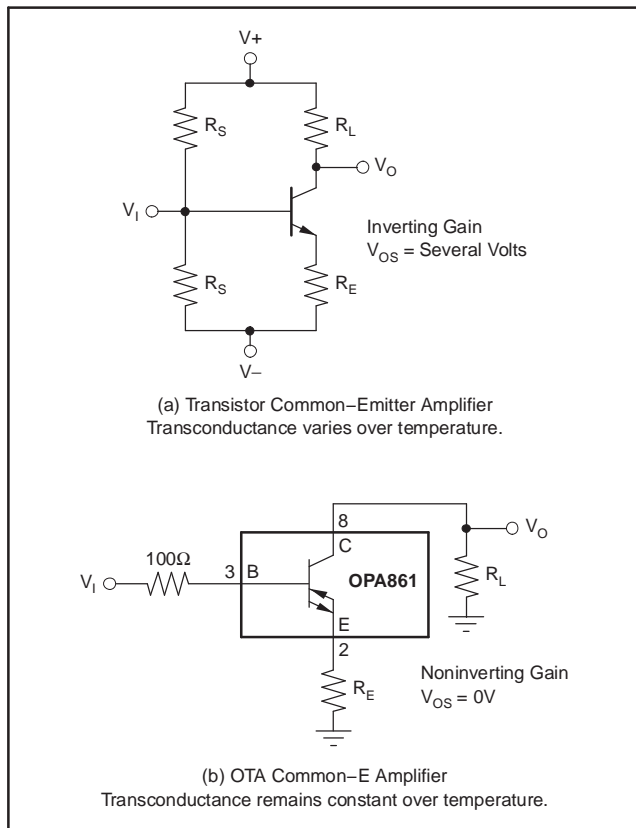 V+
R_S
R_L
V_O
V_I
Inverting Gain
V_OS = Several Volts
R_S
R_E
V−
(a) Transistor Common−Emitter Amplifier
Transconductance varies over temperature.
8
V_O
C
100Ω
R_L
V_I
3 B
OPA861
E
2
Noninverting Gain
R_E
V_OS = 0V
(b) OTA Common−E Amplifier
Transconductance remains constant over temperature.